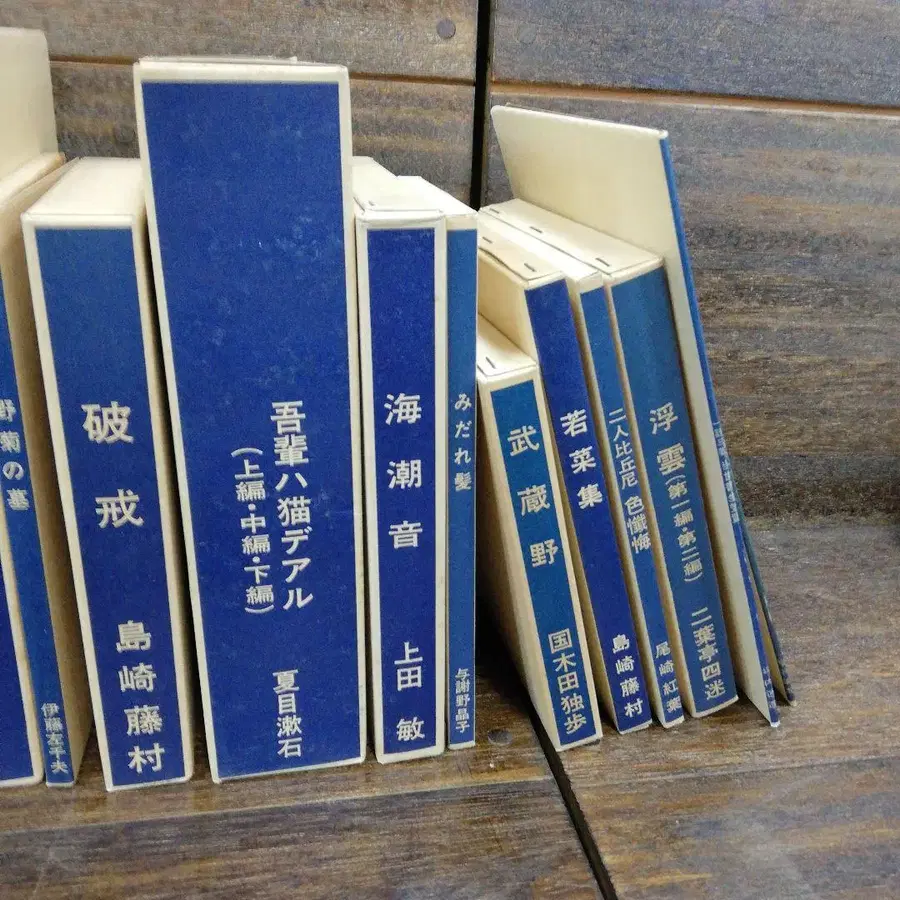 野菊の墓
伊藤左千夫
破戒
島崎藤村
吾輩ハ猫デアル
(上編・中編・下編)
夏目漱石
海潮音
上田敏
みだれ髪
与謝野晶子
武蔵野
国木田独歩
若菜集
島崎藤村
二人比丘尼 色懺悔
尾崎紅葉
浮雲(第一編・第二編)
二葉亭四迷